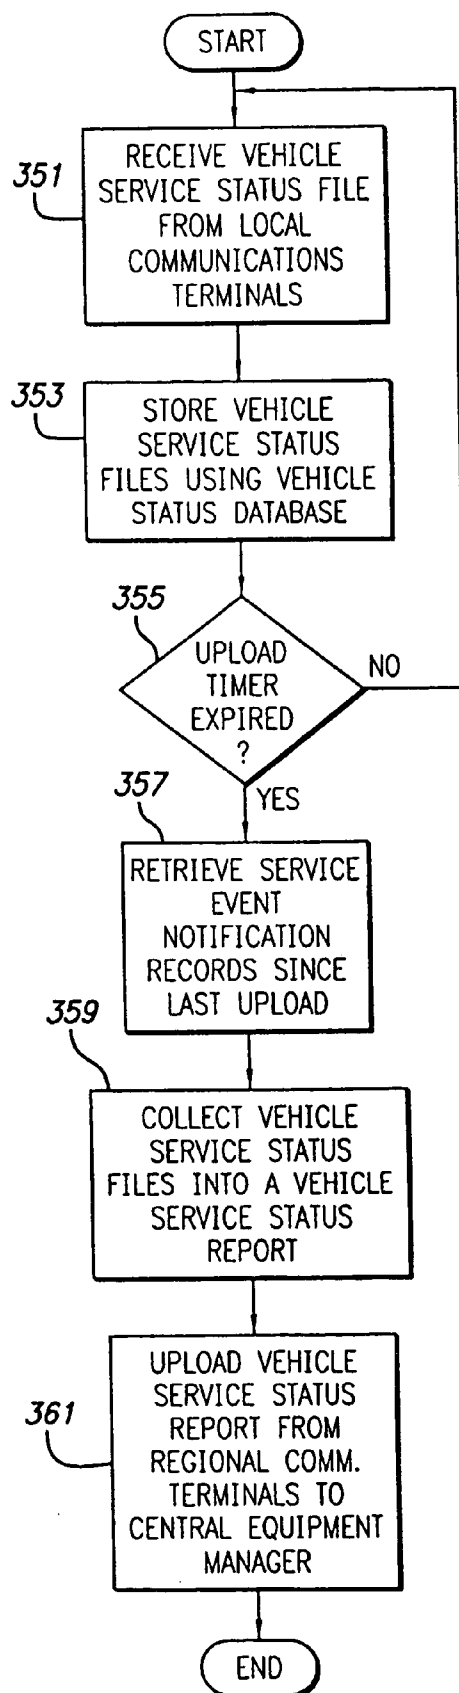 START
351
RECEIVE VEHICLE
SERVICE STATUS FILE
FROM LOCAL
COMMUNICATIONS
TERMINALS
353
STORE VEHICLE
SERVICE STATUS
FILES USING VEHICLE
STATUS DATABASE
355
UPLOAD
TIMER
EXPIRED
?
NO
YES
357
RETRIEVE SERVICE
EVENT
NOTIFICATION
RECORDS SINCE
LAST UPLOAD
359
COLLECT VEHICLE
SERVICE STATUS
FILES INTO A VEHICLE
SERVICE STATUS
REPORT
361
UPLOAD VEHICLE
SERVICE STATUS
REPORT FROM
REGIONAL COMM.
TERMINALS TO
CENTRAL EQUIPMENT
MANAGER
END